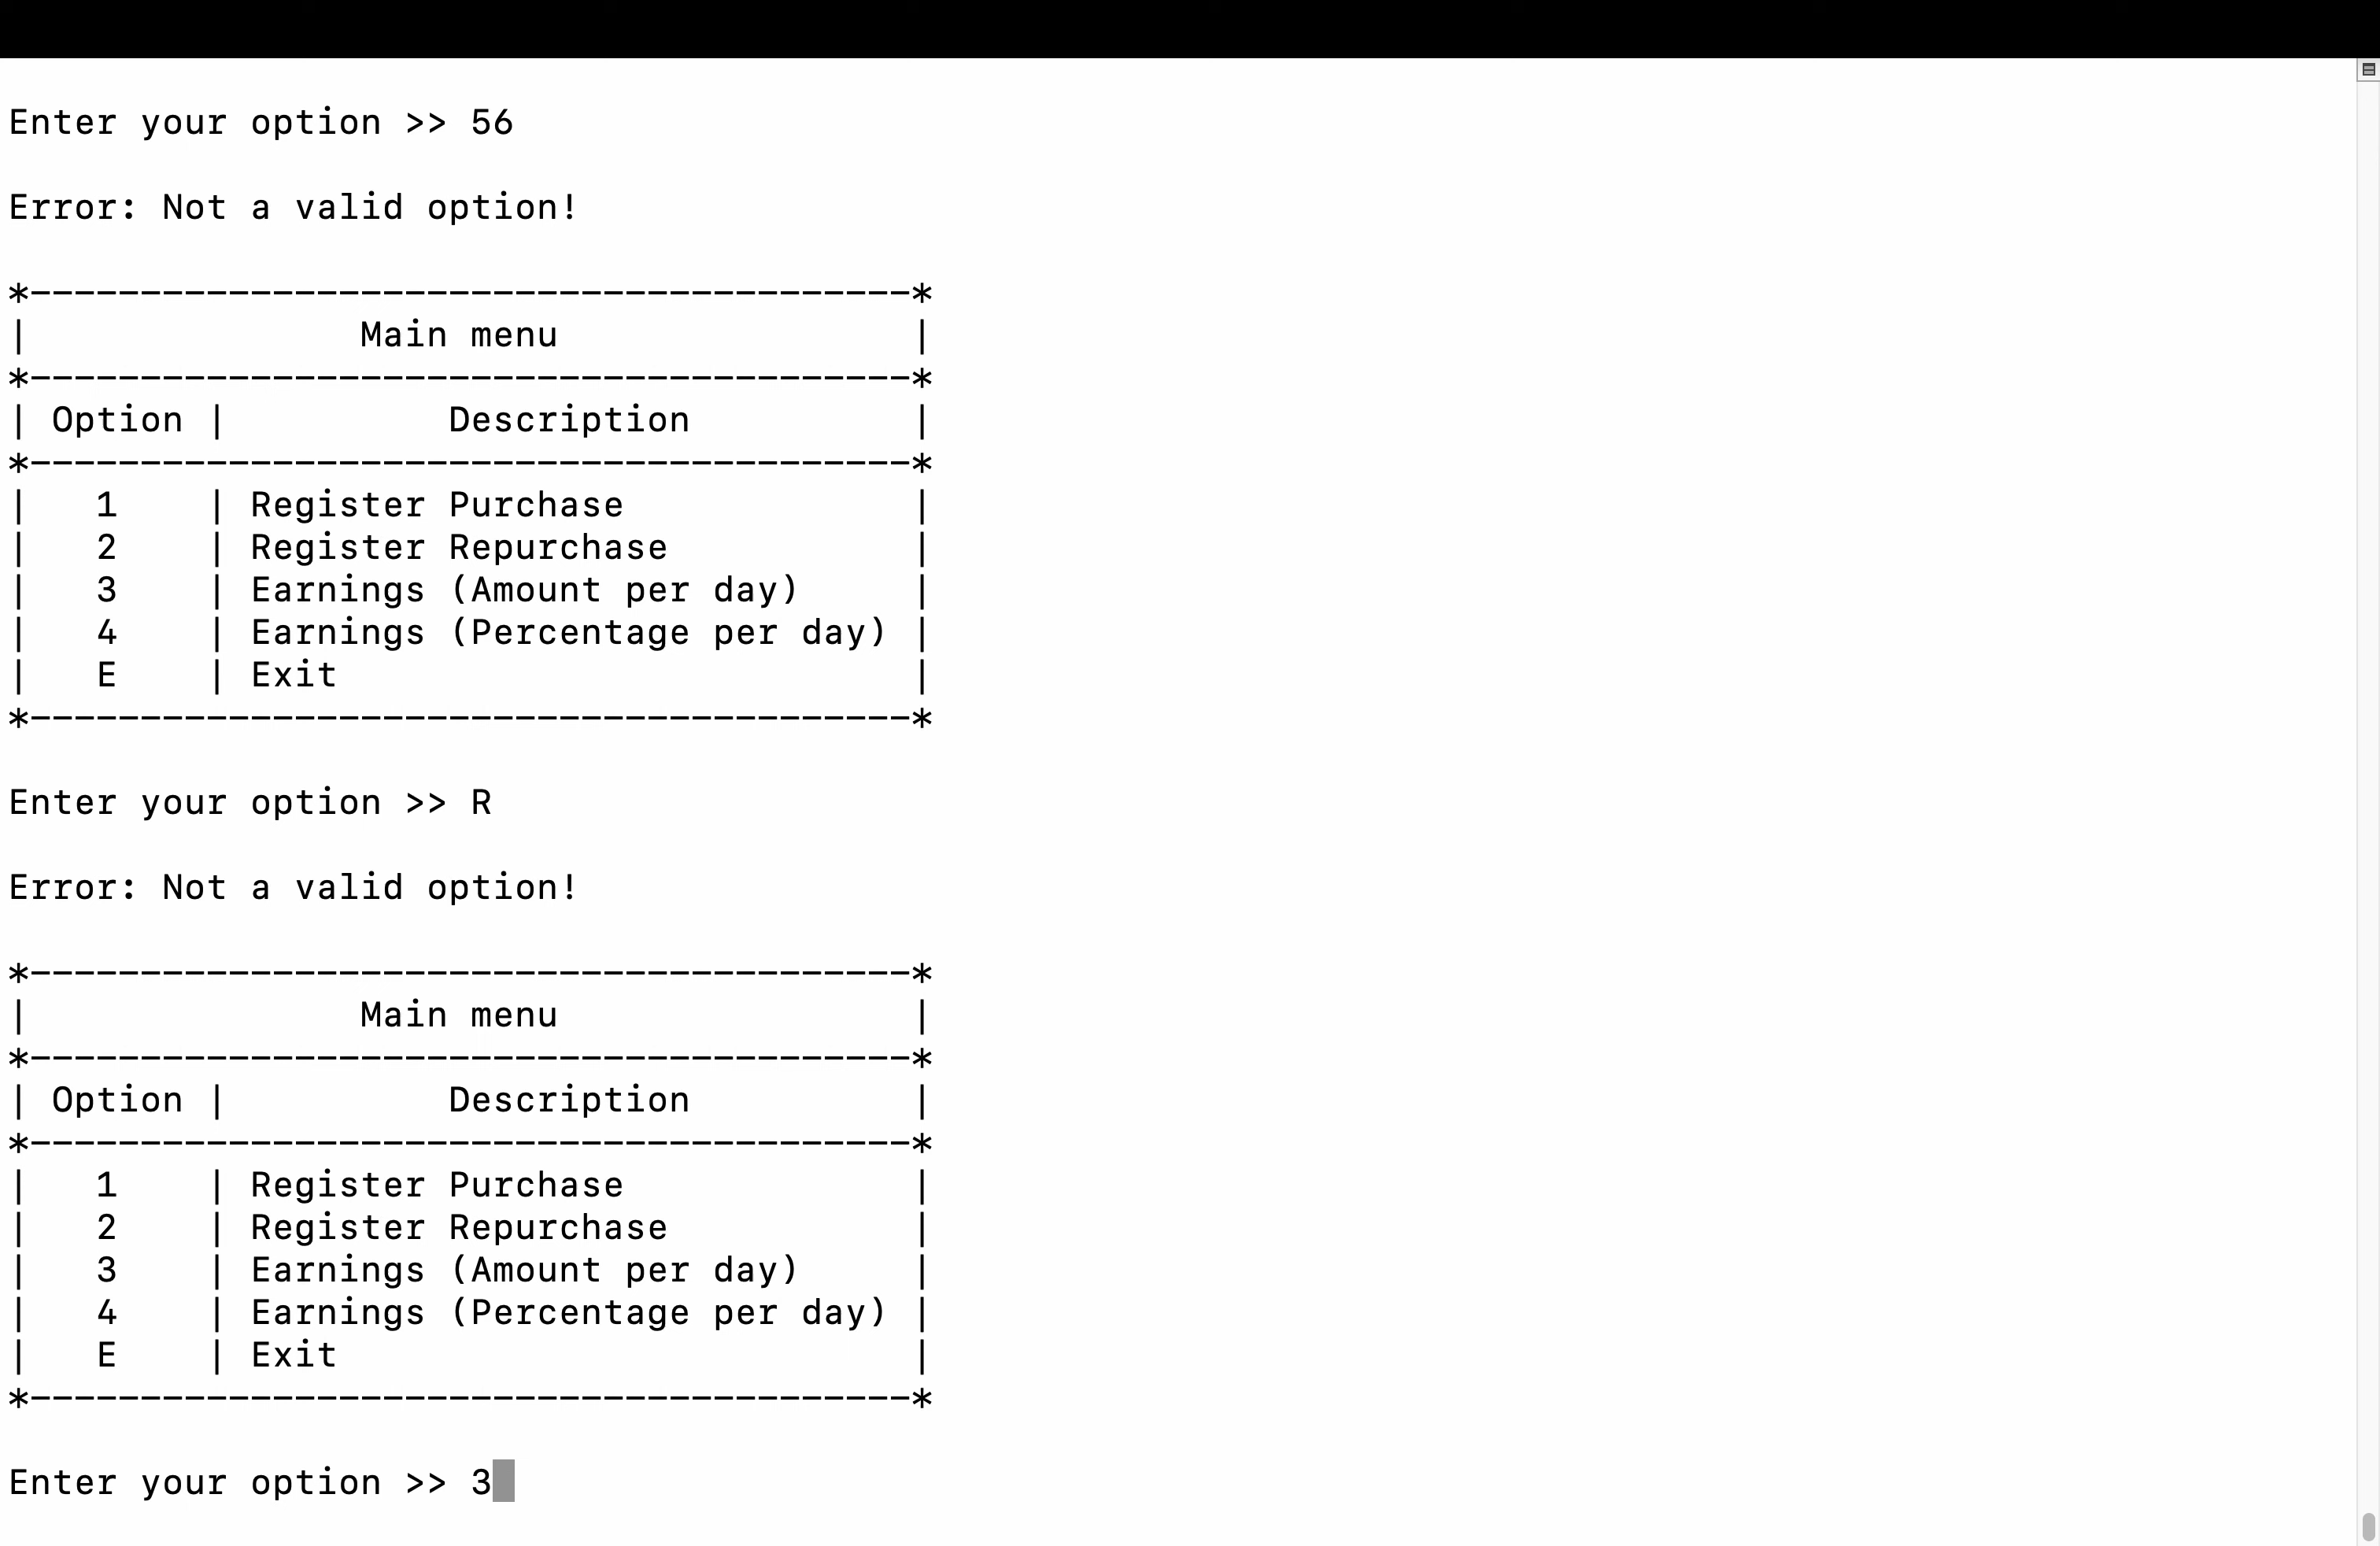 Enter your option >> 56
Error: Not a valid option!
*----------------------------------------*
|               Main menu                |
*----------------------------------------*
| Option |          Description          |
*----------------------------------------*
|   1    | Register Purchase             |
|   2    | Register Repurchase           |
|   3    | Earnings (Amount per day)     |
|   4    | Earnings (Percentage per day) |
|   E    | Exit                          |
*----------------------------------------*
Enter your option >> R
Error: Not a valid option!
*----------------------------------------*
|               Main menu                |
*----------------------------------------*
| Option |          Description          |
*----------------------------------------*
|   1    | Register Purchase             |
|   2    | Register Repurchase           |
|   3    | Earnings (Amount per day)     |
|   4    | Earnings (Percentage per day) |
|   E    | Exit                          |
*----------------------------------------*
Enter your option >> 3